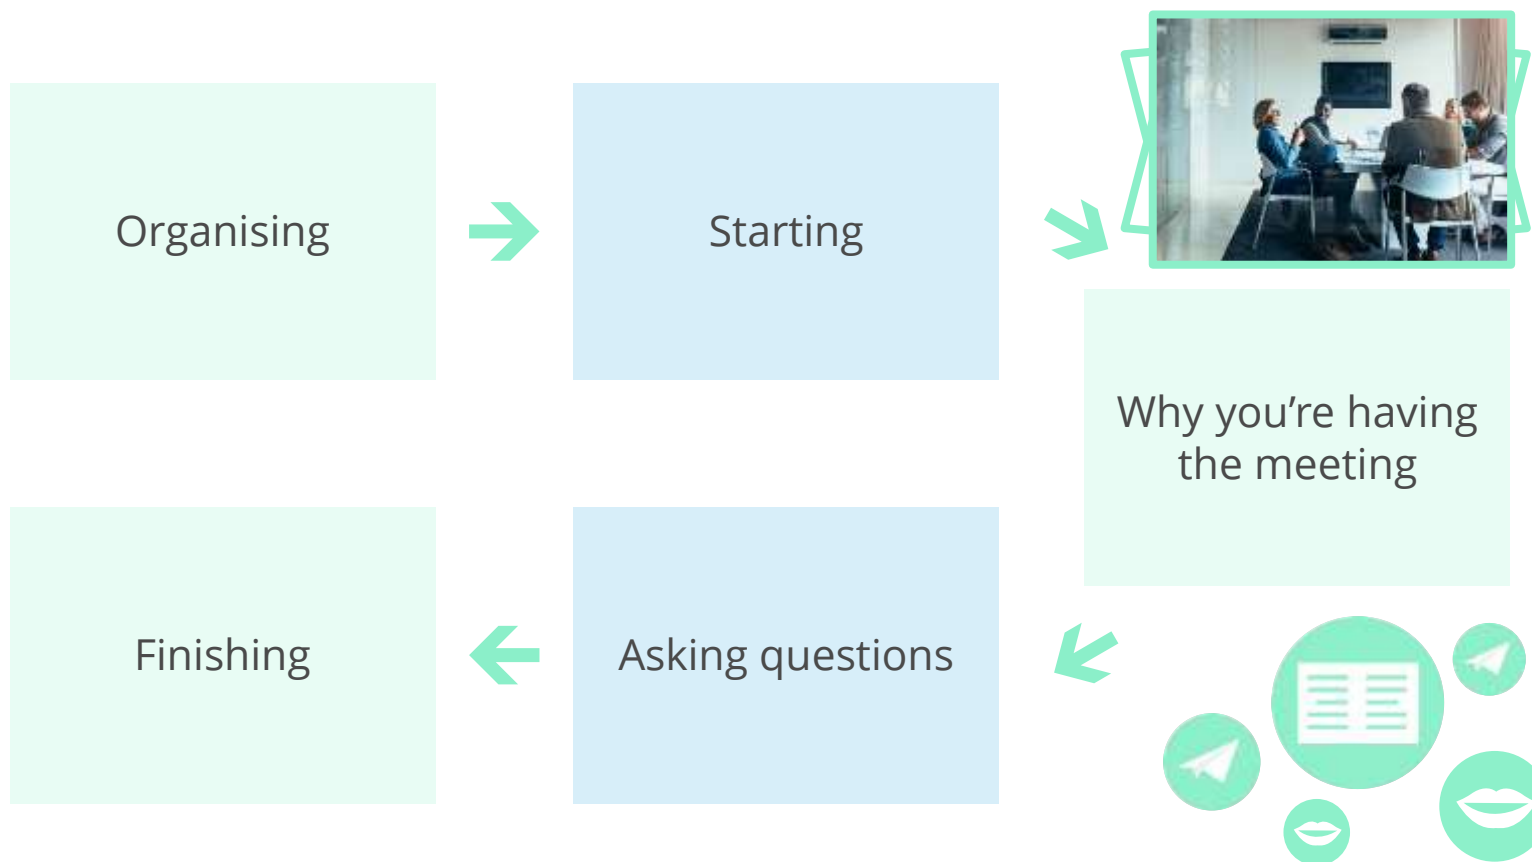 Organising
Starting
Why you’re having
the meeting
Asking questions
Finishing